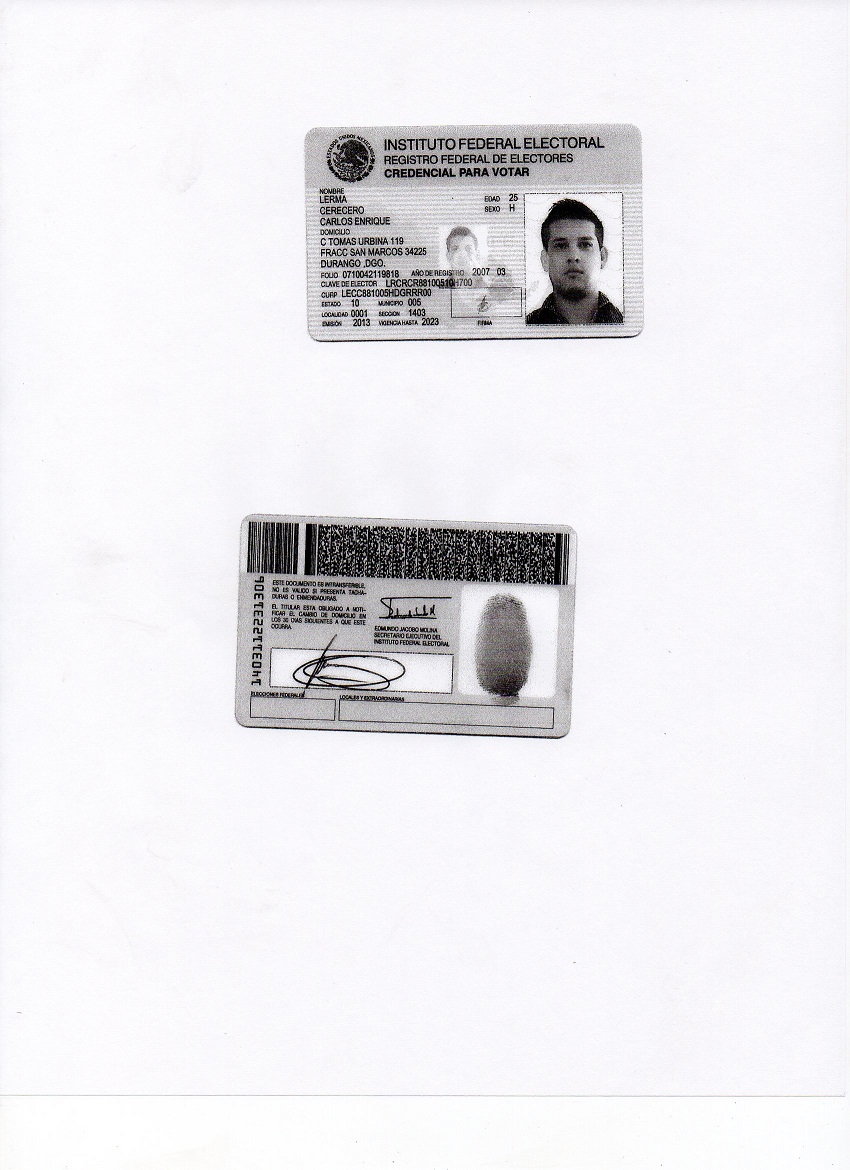 INSTITUTO FEDERAL ELECTORAL
REGISTRO FEDERAL DE ELECTORES
CREDENCIAL PARA VOTAR
ESTADOS UNIDOS MEXICANOS
NOMBRE
LERMA
CERECERO
CARLOS ENRIQUE
EDAD 25
SEXO H
DOMICILIO
C TOMAS URBINA 119
FRACC SAN MARCOS 34225
DURANGO ,DGO.
FOLIO 0710042119818 AÑO DE REGISTRO 2007 03
CLAVE DE ELECTOR LRCRCR88100510H700
CURP LECC881005HDGRRR00
ESTADO 10 MUNICIPIO 005
LOCALIDAD 0001 SECCION 1403
EMISIÓN 2013 VIGENCIA HASTA 2023
FIRMA
ESTE DOCUMENTO ES INTRANSFERIBLE,
NO ES VALIDO SI PRESENTA TACHA-
DURAS O ENMENDADURAS.
EL TITULAR ESTA OBLIGADO A NOTI-
FICAR EL CAMBIO DE DOMICILIO EN
LOS 30 DIAS SIGUIENTES A QUE ESTE
OCURRA.
EDMUNDO JACOBO MOLINA
SECRETARIO EJECUTIVO DEL
INSTITUTO FEDERAL ELECTORAL
ELECCIONES FEDERALES
LOCALES Y EXTRAORDINARIAS